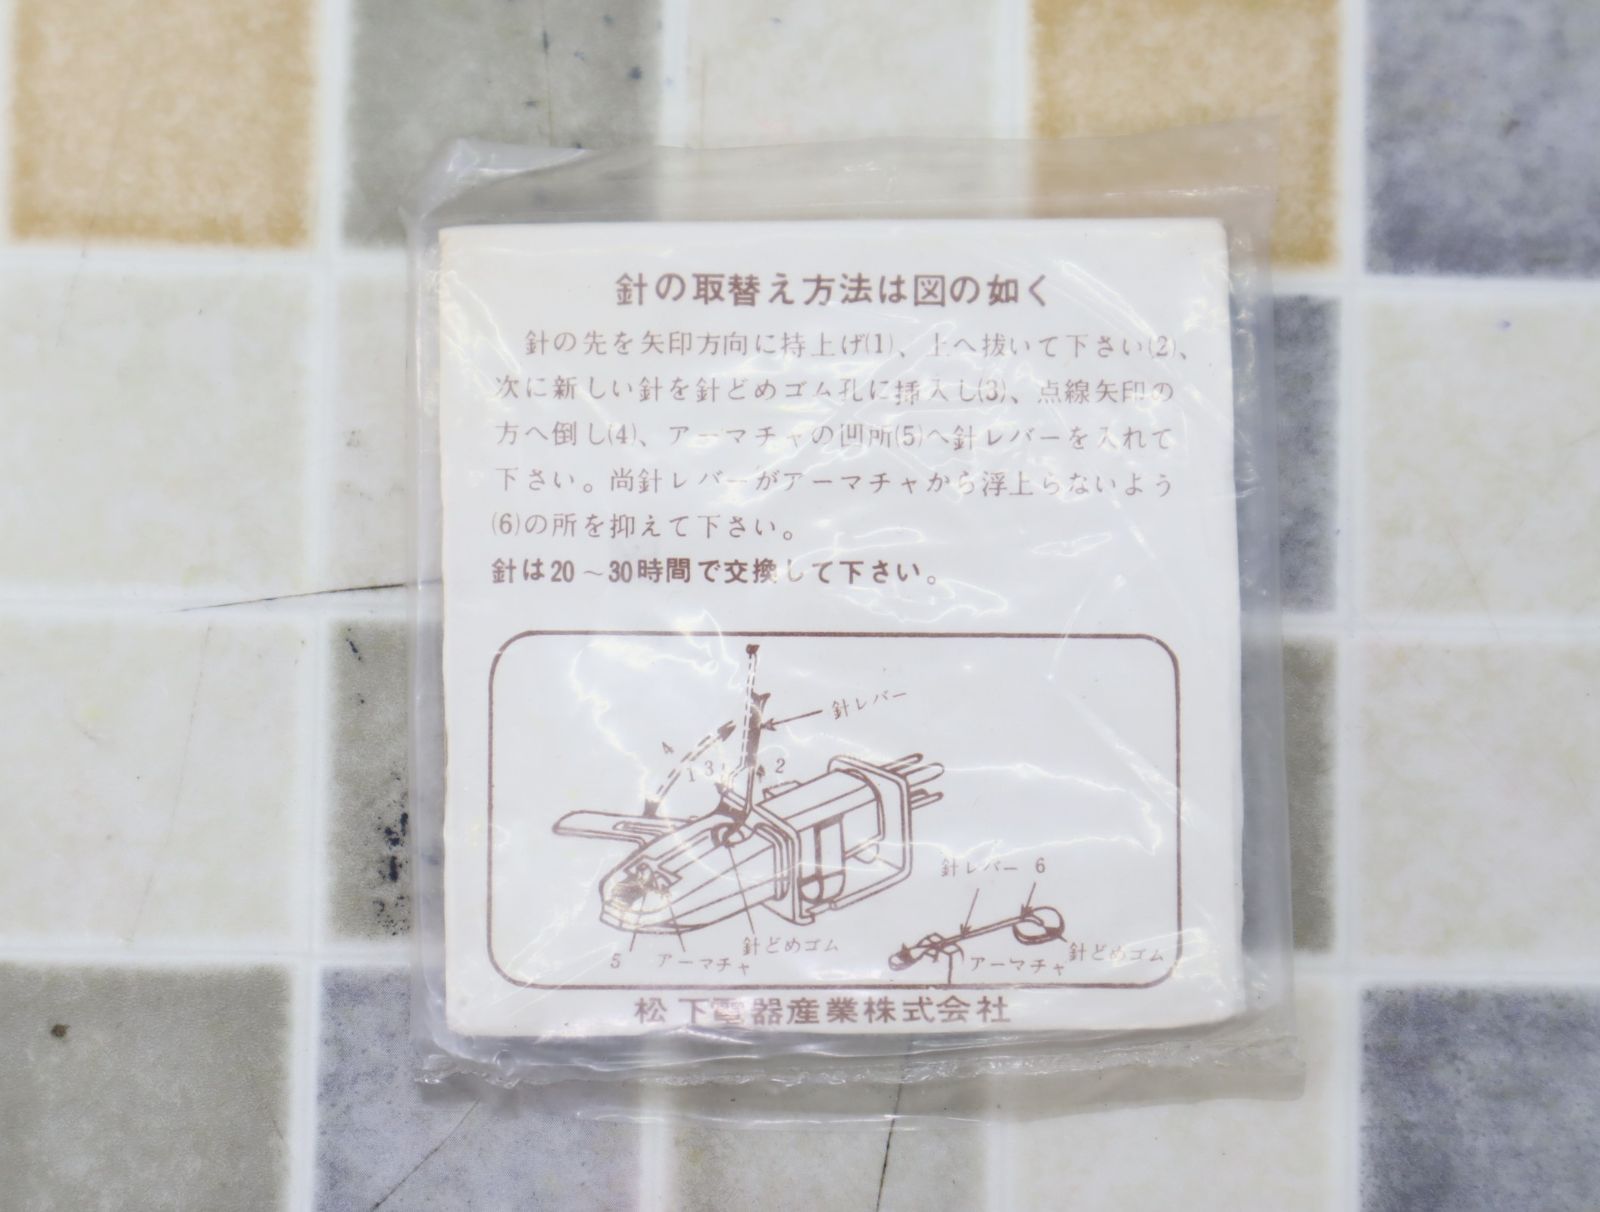 針の取替え方法は図の如く
針の先を矢印方向に持上げ(1)、上へ抜いて下さい(2)、
次に新しい針を針どめゴム孔に挿入し(3)、点線矢印の
方へ倒し(4)、アーマチャの凹所(5)へ針レバーを入れて
下さい。尚針レバーがアーマチャから浮上らないよう
(6)の所を抑えて下さい。
針は20～30時間で交換して下さい。
針レバー
4
1 3 2
針レバー 6
5 アーマチャ 針どめゴム
アーマチャ 針どめゴム
松下電器産業株式会社